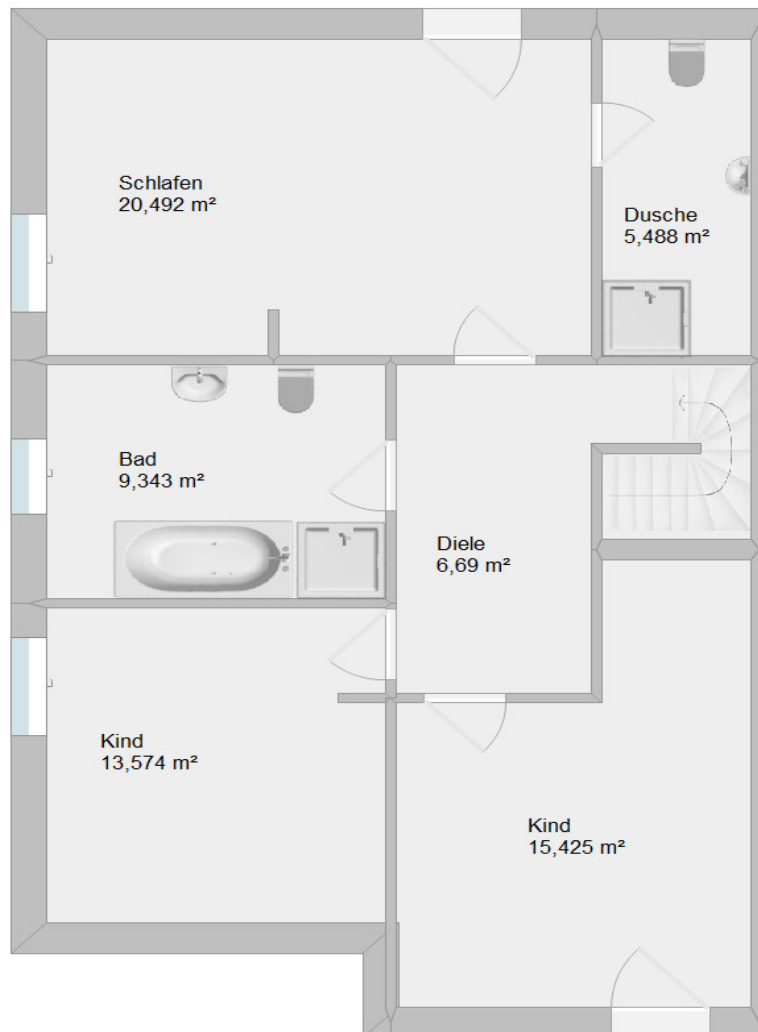 Schlafen
20,492 m²
Dusche
5,488 m²
Bad
9,343 m²
Diele
6,69 m²
Kind
13,574 m²
Kind
15,425 m²